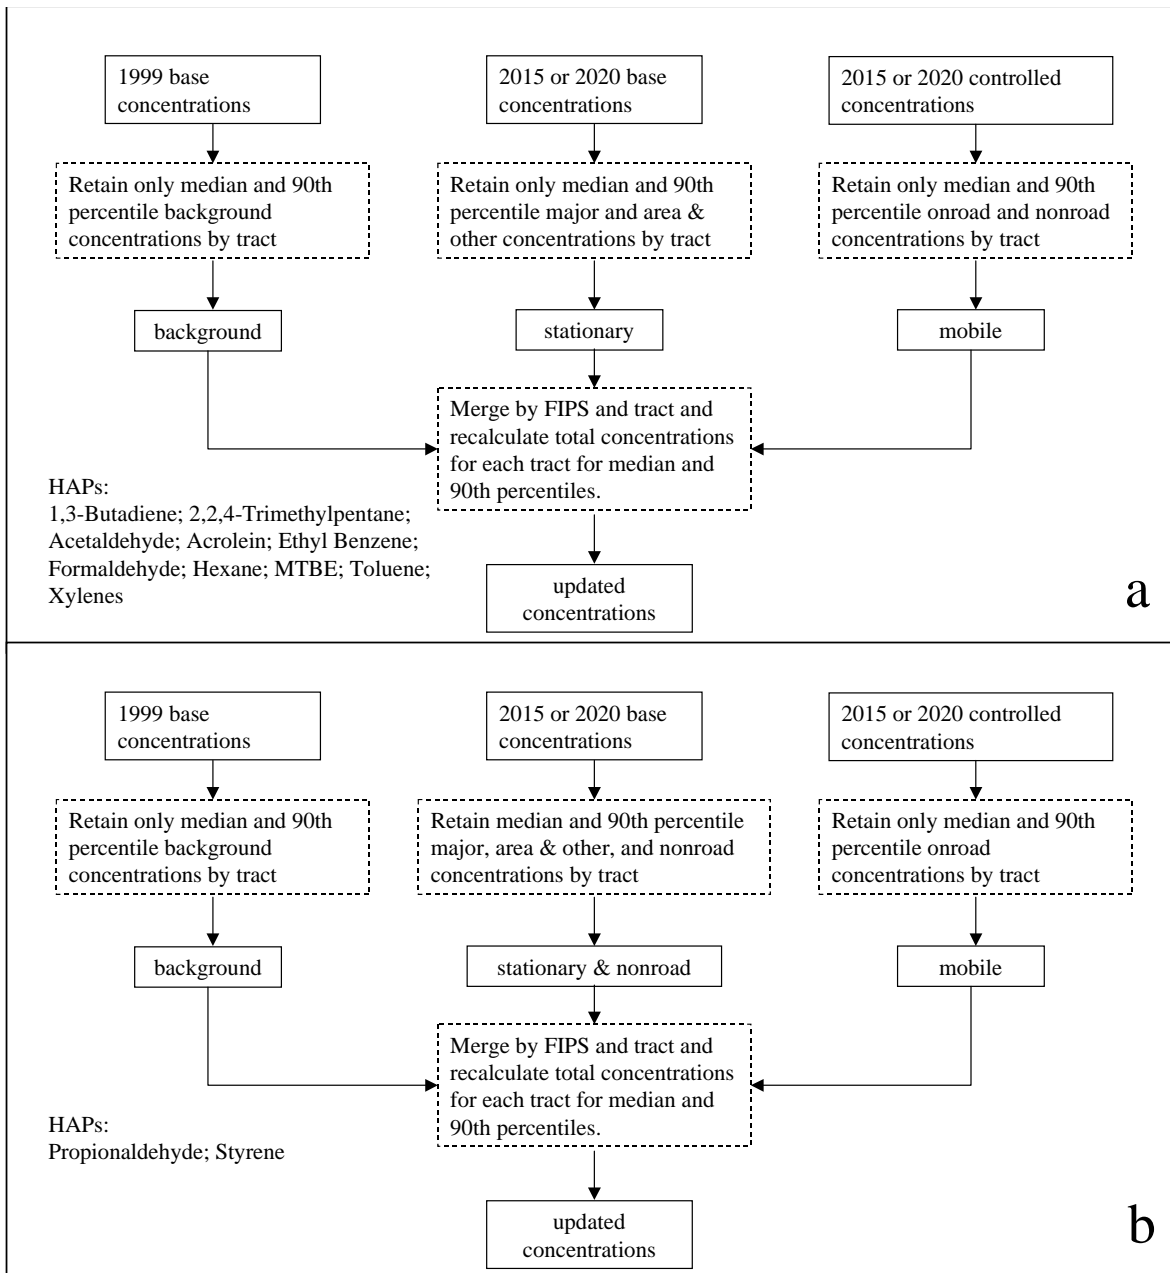 1999 base
concentrations
2015 or 2020 base
concentrations
2015 or 2020 controlled
concentrations
Retain only median and 90th
percentile background
concentrations by tract
Retain only median and 90th
percentile major and area &
other concentrations by tract
Retain only median and 90th
percentile onroad and nonroad
concentrations by tract
background
stationary
mobile
Merge by FIPS and tract and
recalculate total concentrations
for each tract for median and
90th percentiles.
HAPs:
1,3-Butadiene; 2,2,4-Trimethylpentane;
Acetaldehyde; Acrolein; Ethyl Benzene;
Formaldehyde; Hexane; MTBE; Toluene;
Xylenes
updated
concentrations
a
1999 base
concentrations
2015 or 2020 base
concentrations
2015 or 2020 controlled
concentrations
Retain only median and 90th
percentile background
concentrations by tract
Retain median and 90th percentile
major, area & other, and nonroad
concentrations by tract
Retain only median and 90th
percentile onroad
concentrations by tract
background
stationary & nonroad
mobile
Merge by FIPS and tract and
recalculate total concentrations
for each tract for median and
90th percentiles.
HAPs:
Propionaldehyde; Styrene
updated
concentrations
b